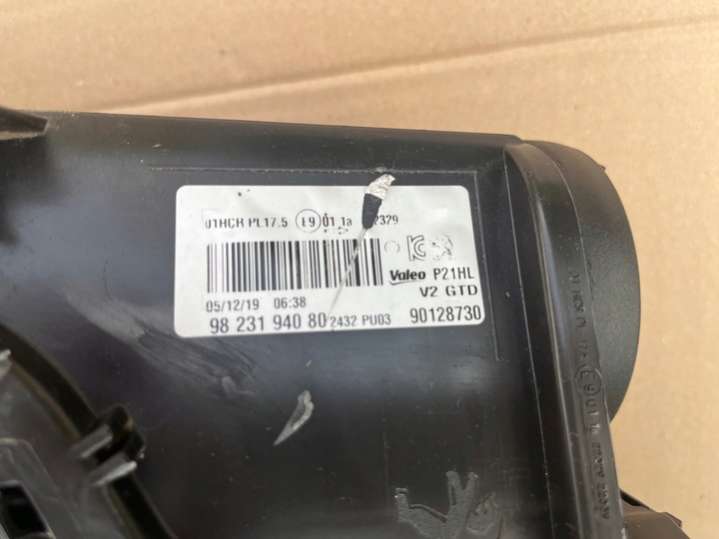 01HCR PL17.5 E9 01 1a 2329
Valeo P21HL
V2 GTD
05/12/19 06:38
98 231 940 80 2432 PU03 90128730